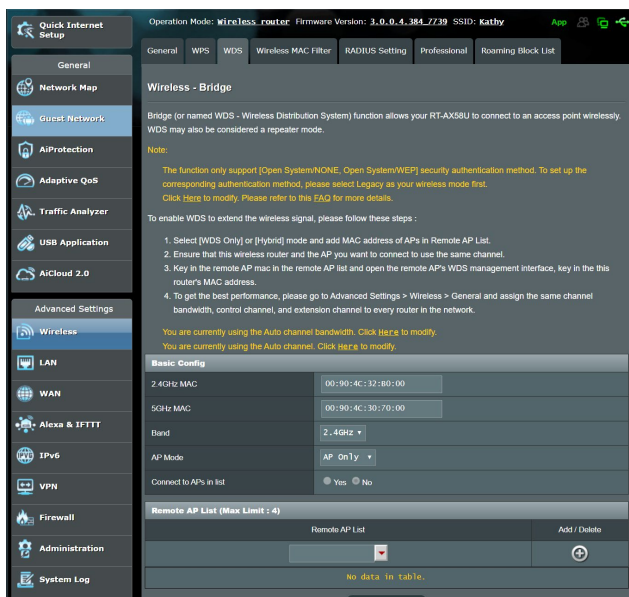 Quick Internet
Setup
Operation Mode: Wireless router Firmware Version: 3.0.0.4.384_7739 SSID: Kathy App
General WPS WDS Wireless MAC Filter RADIUS Setting Professional Roaming Block List
General
Network Map
Guest Network
AiProtection
Adaptive QoS
Traffic Analyzer
USB Application
AiCloud 2.0
Advanced Settings
Wireless
LAN
WAN
Alexa & IFTTT
IPv6
VPN
Firewall
Administration
System Log
Wireless - Bridge
Bridge (or named WDS - Wireless Distribution System) function allows your RT-AX58U to connect to an access point wirelessly.
WDS may also be considered a repeater mode.
Note:
The function only support [Open System/NONE, Open System/WEP] security authentication method. To set up the
corresponding authentication method, please select Legacy as your wireless mode first.
Click Here to modify. Please refer to this FAQ for more details.
To enable WDS to extend the wireless signal, please follow these steps :
1. Select [WDS Only] or [Hybrid] mode and add MAC address of APs in Remote AP List.
2. Ensure that this wireless router and the AP you want to connect to use the same channel.
3. Key in the remote AP mac in the remote AP list and open the remote AP's WDS management interface, key in the this
router's MAC address.
4. To get the best performance, please go to Advanced Settings > Wireless > General and assign the same channel
bandwidth, control channel, and extension channel to every router in the network.
You are currently using the Auto channel bandwidth. Click Here to modify.
You are currently using the Auto channel. Click Here to modify.
Basic Config
2.4GHz MAC 00:90:4C:32:B0:00
5GHz MAC 00:90:4C:30:70:00
Band 2.4GHz
AP Mode AP Only
Connect to APs in list Yes No
Remote AP List (Max Limit : 4)
Remote AP List Add / Delete
No data in table.